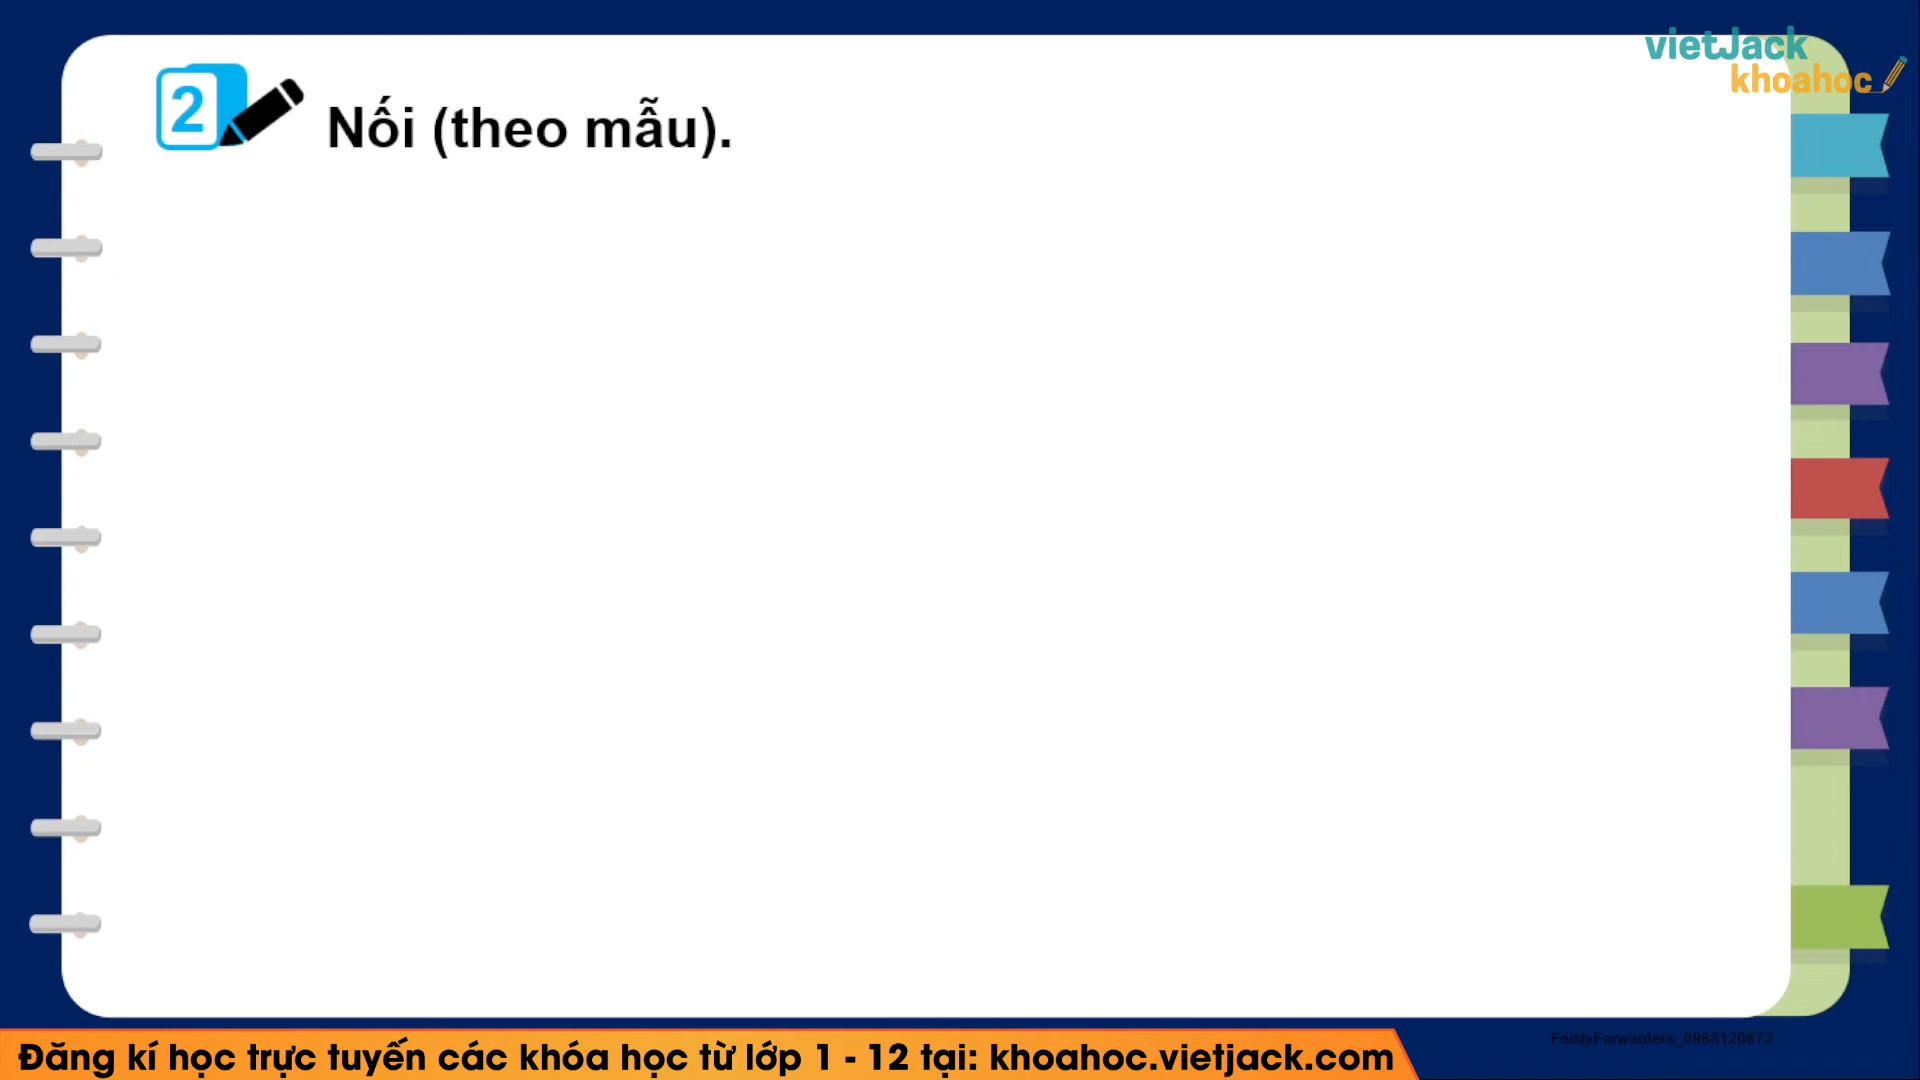 vietJack
khoahoc
2
Nối (theo mẫu).
FeistyForwarders_0968120672
Đăng kí học trực tuyến các khóa học từ lớp 1 - 12 tại: khoahoc.vietjack.com